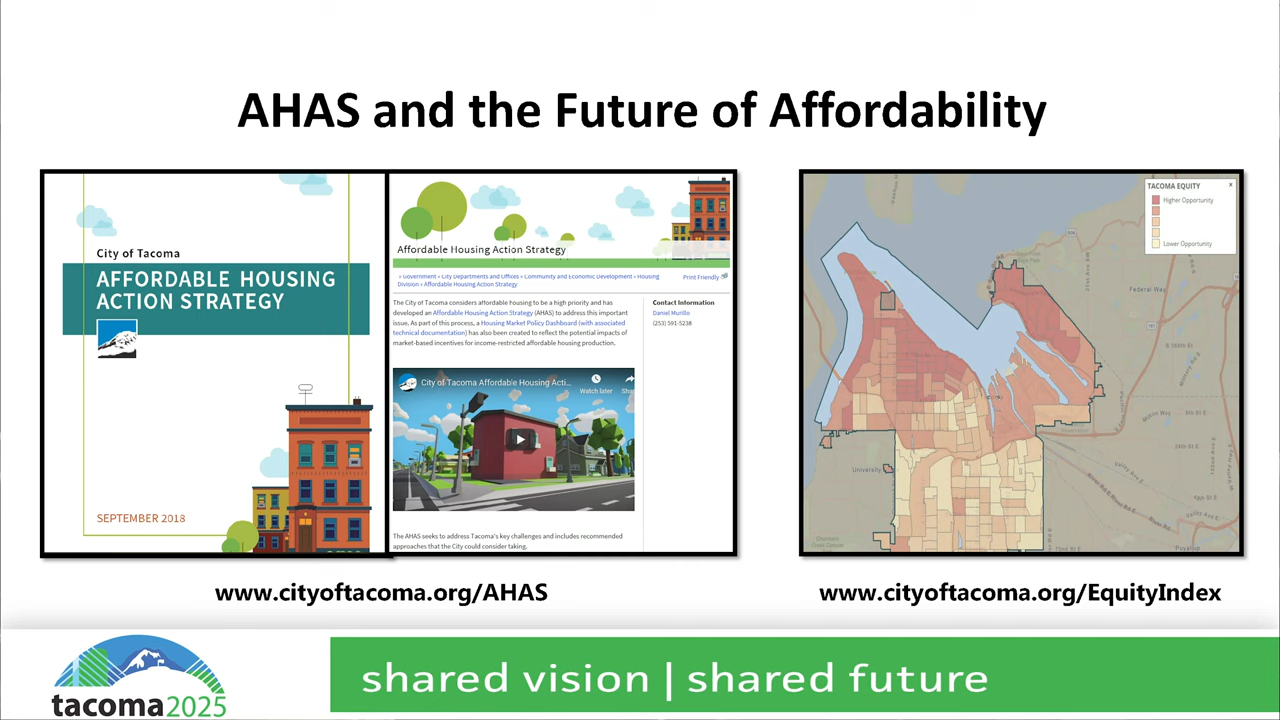 AHAS and the Future of Affordability
City of Tacoma
AFFORDABLE HOUSING
ACTION STRATEGY
SEPTEMBER 2018
Affordable Housing Action Strategy
» Government » City Departments and Offices » Community and Economic Development » Housing
Division » Affordable Housing Action Strategy
Print Friendly
The City of Tacoma considers affordable housing to be a high priority and has
developed an Affordable Housing Action Strategy (AHAS) to address this important
issue. As part of this process, a Housing Market Policy Dashboard (with associated
technical documentation) has also been created to reflect the potential impacts of
market-based incentives for income-restricted affordable housing production.
Contact Information
Daniel Murillo
(253) 591-5238
City of Tacoma Affordable Housing Acti...
Watch later
The AHAS seeks to address Tacoma's key challenges and includes recommended
approaches that the City could consider taking.
TACOMA EQUITY
x
Higher Opportunity
Lower Opportunity
Federal Way
University
Puyallup
www.cityoftacoma.org/AHAS
www.cityoftacoma.org/EquityIndex
tacoma2025
shared vision | shared future